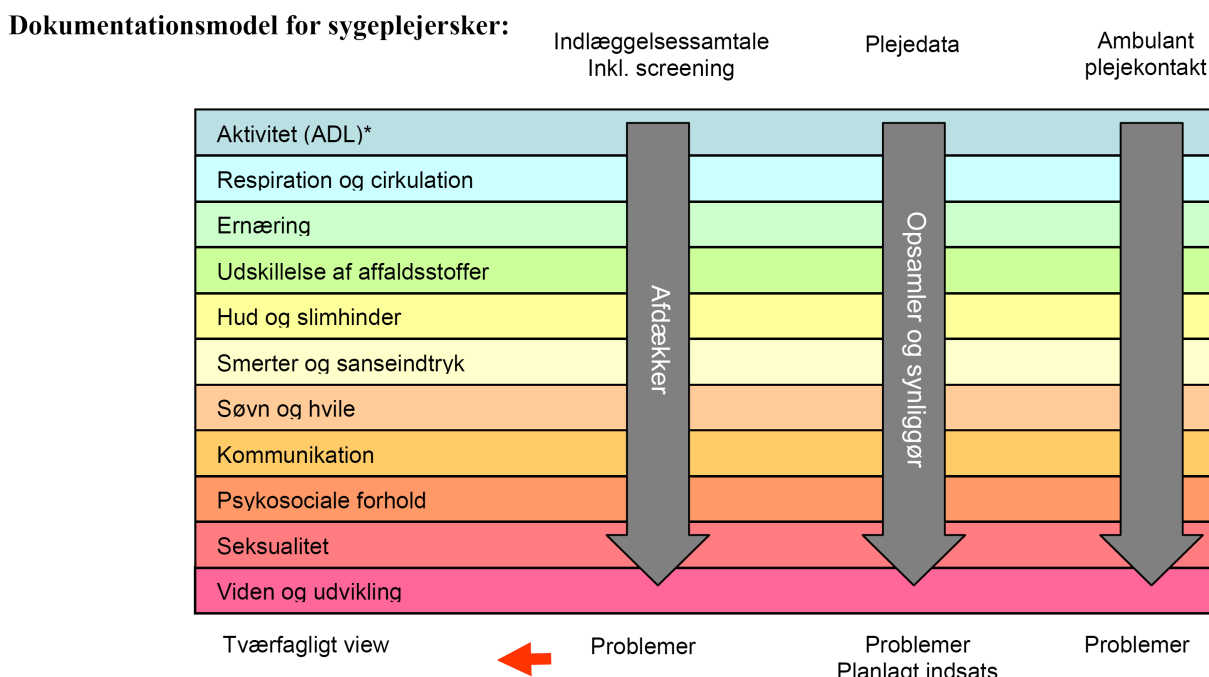 Dokumentationsmodel for sygeplejersker:
Indlæggelsessamtale
Inkl. screening
Plejedata
Ambulant
plejekontakt
Aktivitet (ADL)*
Respiration og cirkulation
Ernæring
Udskillelse af affaldsstoffer
Hud og slimhinder
Smerter og sanseindtryk
Søvn og hvile
Kommunikation
Psykosociale forhold
Seksualitet
Viden og udvikling
Afdækker
Opsamler og synliggør
Tværfagligt view
Problemer
Problemer
Planlagt indsats
Problemer